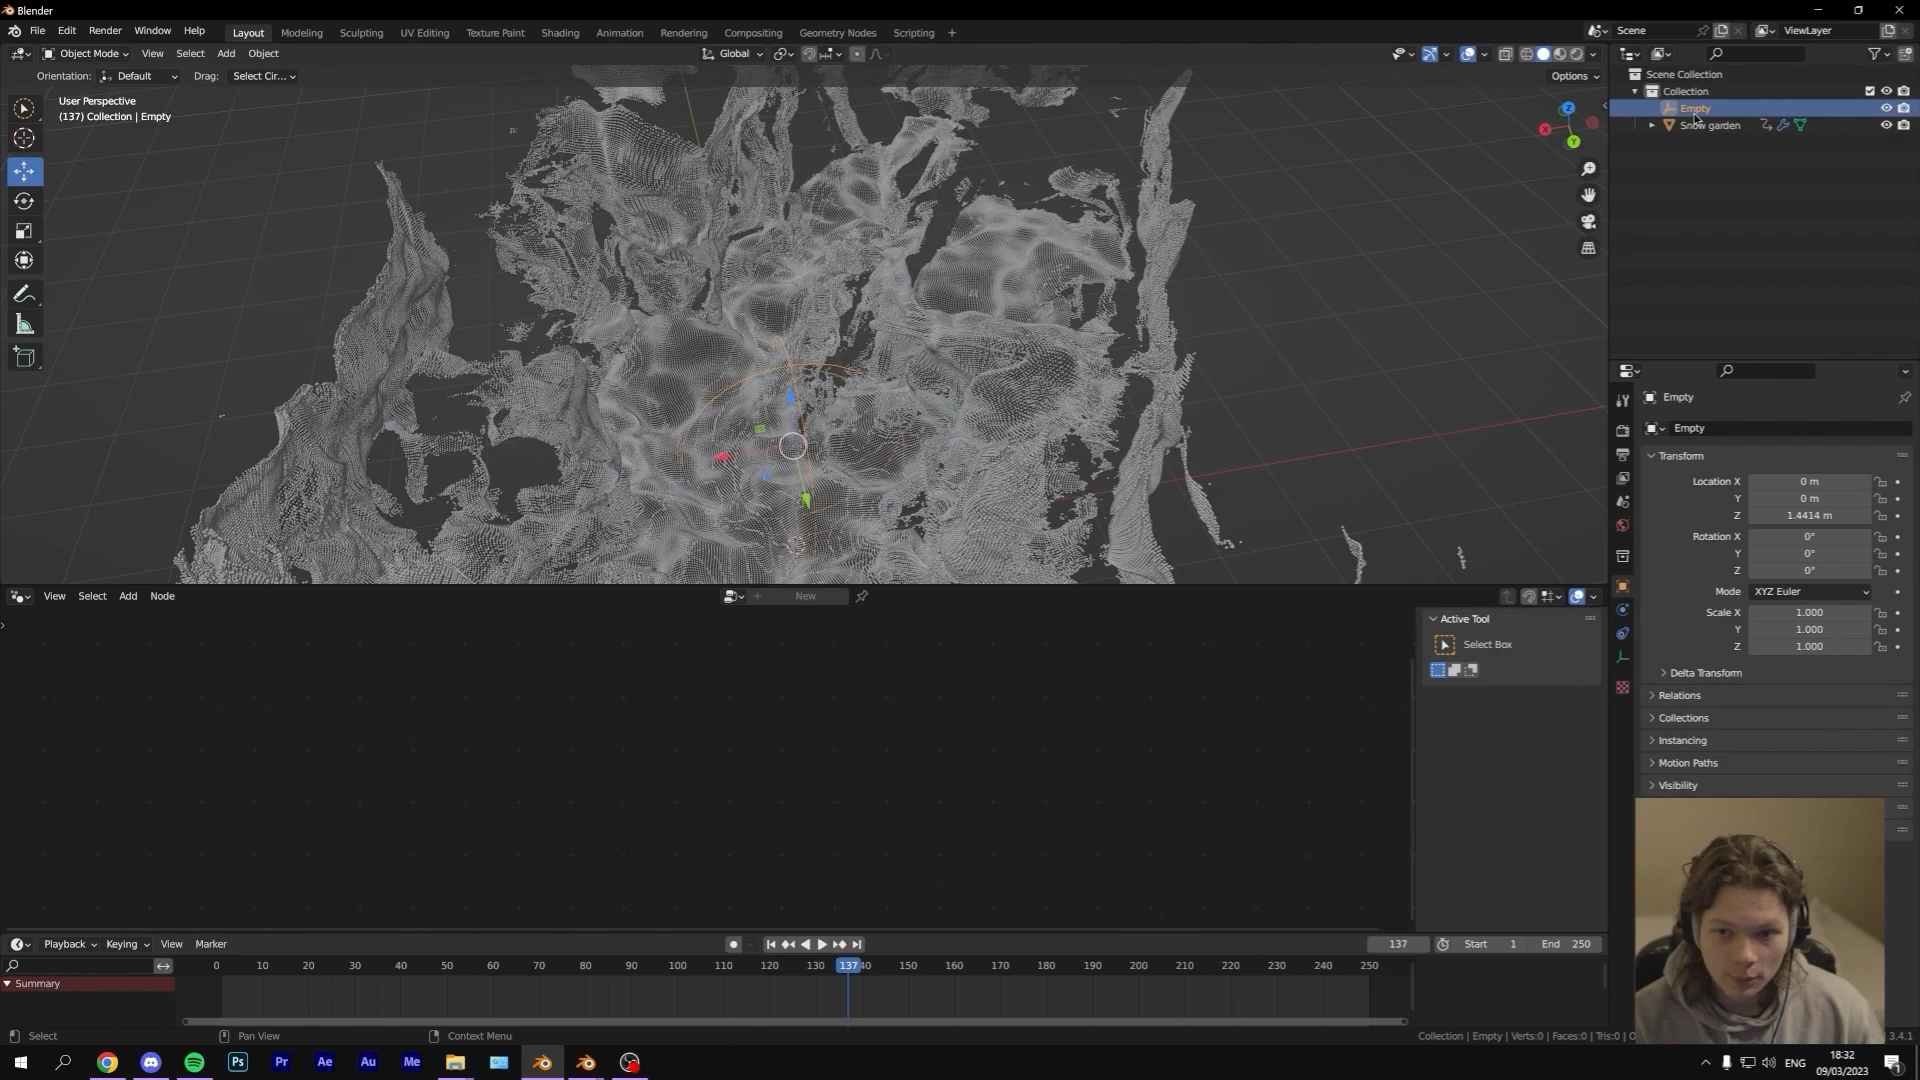 Blender
File Edit Render Window Help Layout Modeling Sculpting UV Editing Texture Paint Shading Animation Rendering Compositing Geometry Nodes Scripting + Scene ViewLayer
Object Mode View Select Add Object Global
Orientation: Default Drag: Select Cir... Options
User Perspective
(137) Collection | Empty
Z
X
Y
Scene Collection
Collection
Empty
Snow garden
Empty
Empty
Transform
Location X 0 m
Y 0 m
Z 1.4414 m
Rotation X 0°
Y 0°
Z 0°
Mode XYZ Euler
Scale X 1.000
Y 1.000
Z 1.000
Delta Transform
Relations
Collections
Instancing
Motion Paths
Visibility
View Select Add Node New
Active Tool
Select Box
Playback Keying View Marker 137 Start 1 End 250
0 10 20 30 40 50 60 70 80 90 100 110 120 130 137 40 150 160 170 180 190 200 210 220 230 240 250
Summary
Select Pan View Context Menu Collection | Empty | Verts:0 | Faces:0 | Tris:0 | O 3.4.1
Ps Pr Ae Au Me ENG 18:32
09/03/2023 1